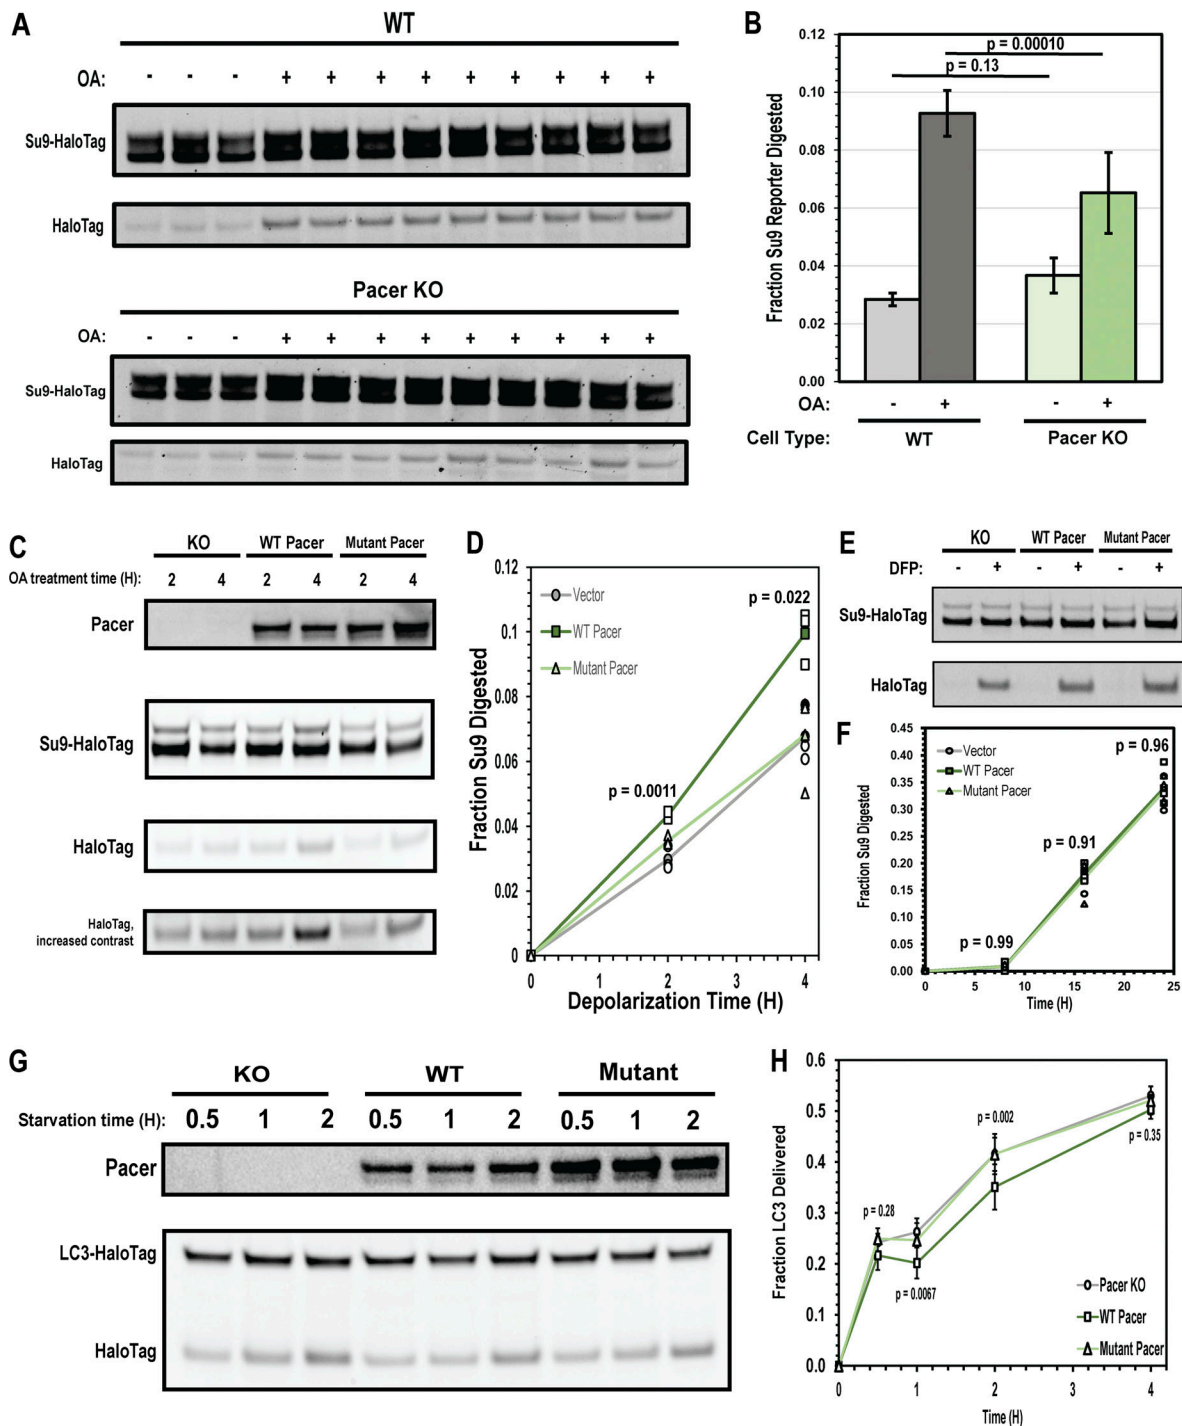 A
WT
OA: - - - + + + + + + + + +
Su9-HaloTag
HaloTag
Pacer KO
OA: - - - + + + + + + + + +
Su9-HaloTag
HaloTag
B
Fraction Su9 Reporter Digested
0.12
0.10
0.08
0.06
0.04
0.02
0.00
p = 0.00010
p = 0.13
OA: - + - +
Cell Type: WT Pacer KO
C
KO WT Pacer Mutant Pacer
OA treatment time (H): 2 4 2 4 2 4
Pacer
Su9-HaloTag
HaloTag
HaloTag,
increased contrast
D
Fraction Su9 Digested
0.12
0.1
0.08
0.06
0.04
0.02
0
Vector
WT Pacer
Mutant Pacer
p = 0.022
p = 0.0011
0 1 2 3 4
Depolarization Time (H)
E
KO WT Pacer Mutant Pacer
DFP: - + - + - +
Su9-HaloTag
HaloTag
F
Fraction Su9 Digested
0.45
0.40
0.35
0.30
0.25
0.20
0.15
0.10
0.05
0.00
Vector
WT Pacer
Mutant Pacer
p = 0.96
p = 0.91
p = 0.99
0 5 10 15 20 25
Time (H)
G
KO WT Mutant
Starvation time (H): 0.5 1 2 0.5 1 2 0.5 1 2
Pacer
LC3-HaloTag
HaloTag
H
Fraction LC3 Delivered
0.6
0.5
0.4
0.3
0.2
0.1
0.0
p = 0.002
p = 0.35
p = 0.28
p = 0.0067
Pacer KO
WT Pacer
Mutant Pacer
0 1 2 3 4
Time (H)